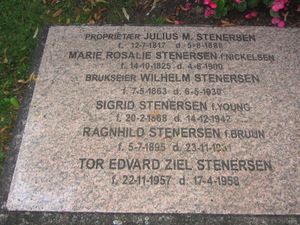 PROPRIETÆR JULIUS M. STENERSEN
f. 12-7-1817 d. 5-8-1888
MARIE ROSALIE STENERSEN f.NICKELSEN
f. 14-10-1825 d. 4-6-1900
BRUKSEIER WILHELM STENERSEN
f. 7-5-1863 d. 6-5-1930
SIGRID STENERSEN f.YOUNG
f. 20-2-1868 d. 14-12-1942
RAGNHILD STENERSEN f.BRUUN
f. 5-7-1895 d. 23-11-1931
TOR EDVARD ZIEL STENERSEN
f. 22-11-1957 d. 17-4-1958